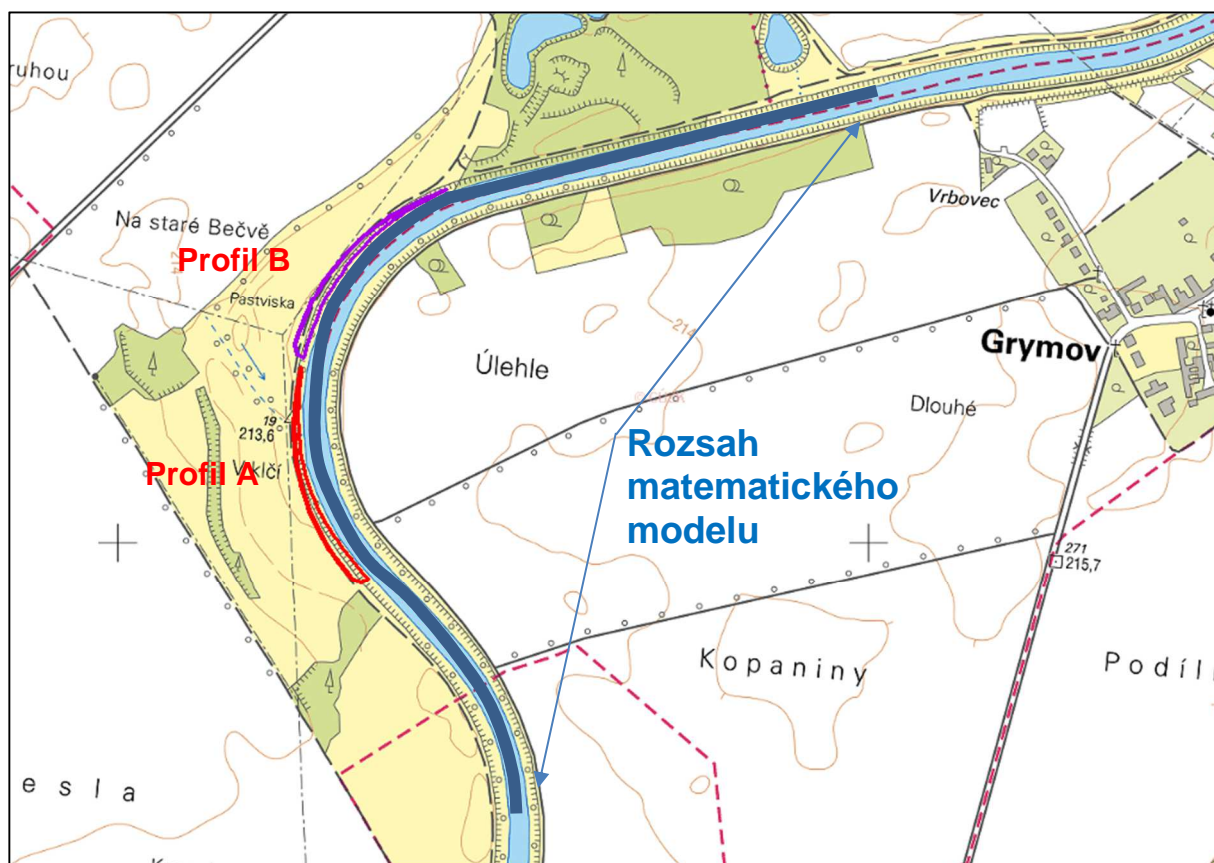 ruhou
Na staré Bečvě
Profil B
Pastviska
Vrbovec
Grymov
Úlehle
214
Dlouhé
19
213,6
Profil A
Rozsah
matematického
modelu
271
215,7
Kopaniny
Podíl
esla